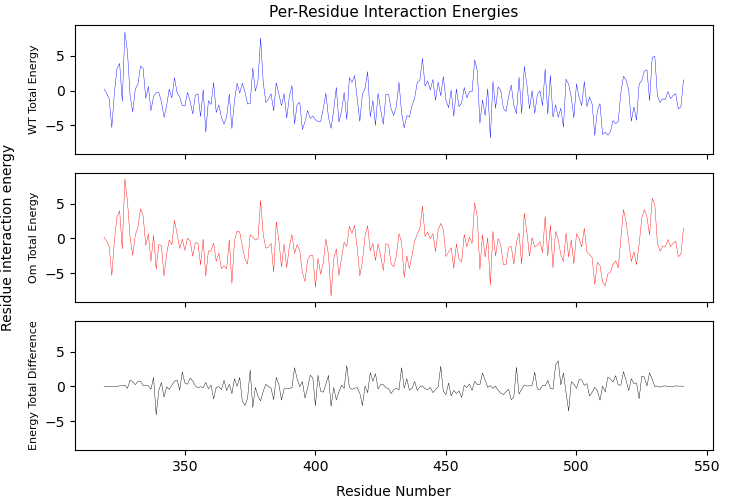 Per-Residue Interaction Energies
Residue interaction energy
WT Total Energy
5
0
−5
Om Total Energy
5
0
−5
Energy Total Difference
5
0
−5
350 400 450 500 550
Residue Number